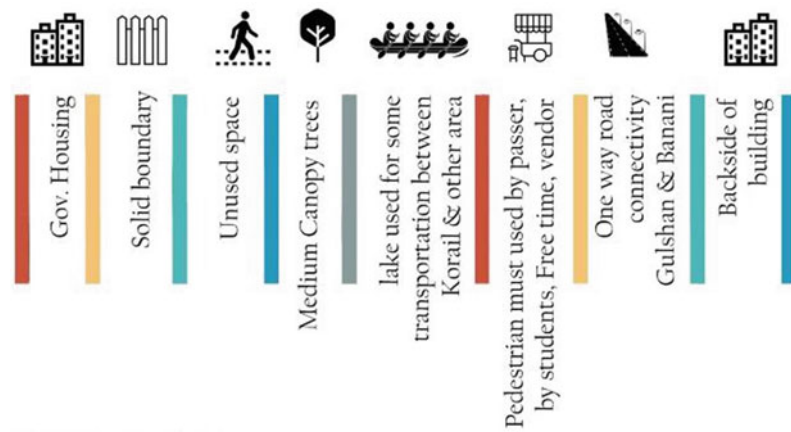 Gov. Housing
Solid boundary
Unused space
Medium Canopy trees
lake used for some
transportation between
Korail & other area
Pedestrian must used by passer,
by students, Free time, vendor
One way road
connectivity
Gulshan & Banani
Backside of
building